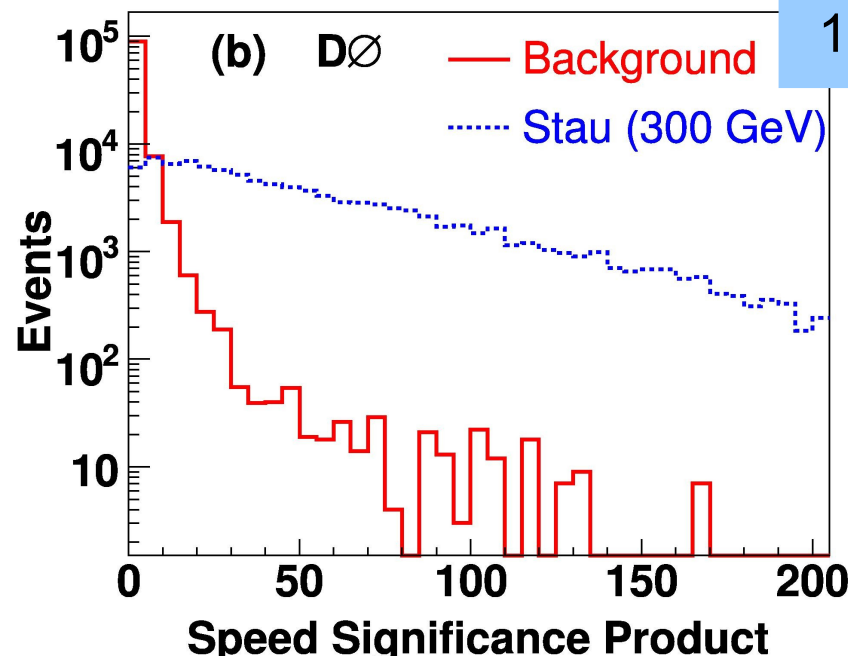 1
(b) DØ
Background
Stau (300 GeV)
Events
10⁵
10⁴
10³
10²
10
0 50 100 150 200
Speed Significance Product